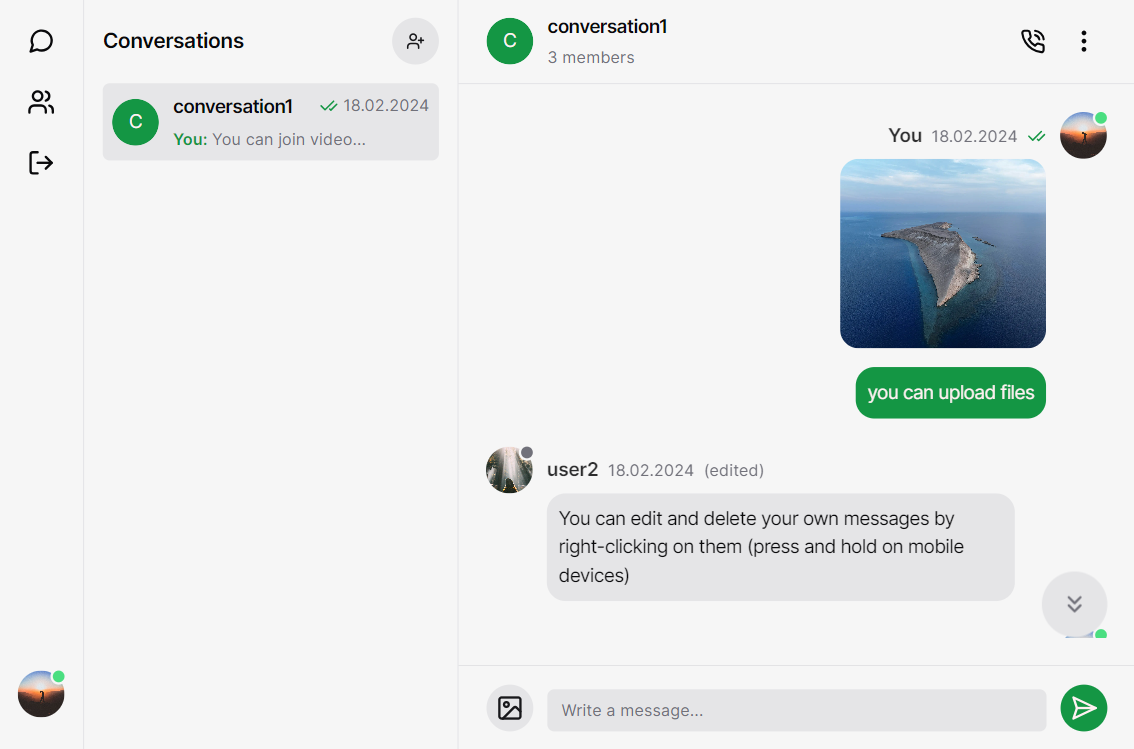 Conversations
C
conversation1
18.02.2024
You: You can join video...
C
conversation1
3 members
You 18.02.2024
you can upload files
user2 18.02.2024 (edited)
You can edit and delete your own messages by
right-clicking on them (press and hold on mobile
devices)
Write a message...